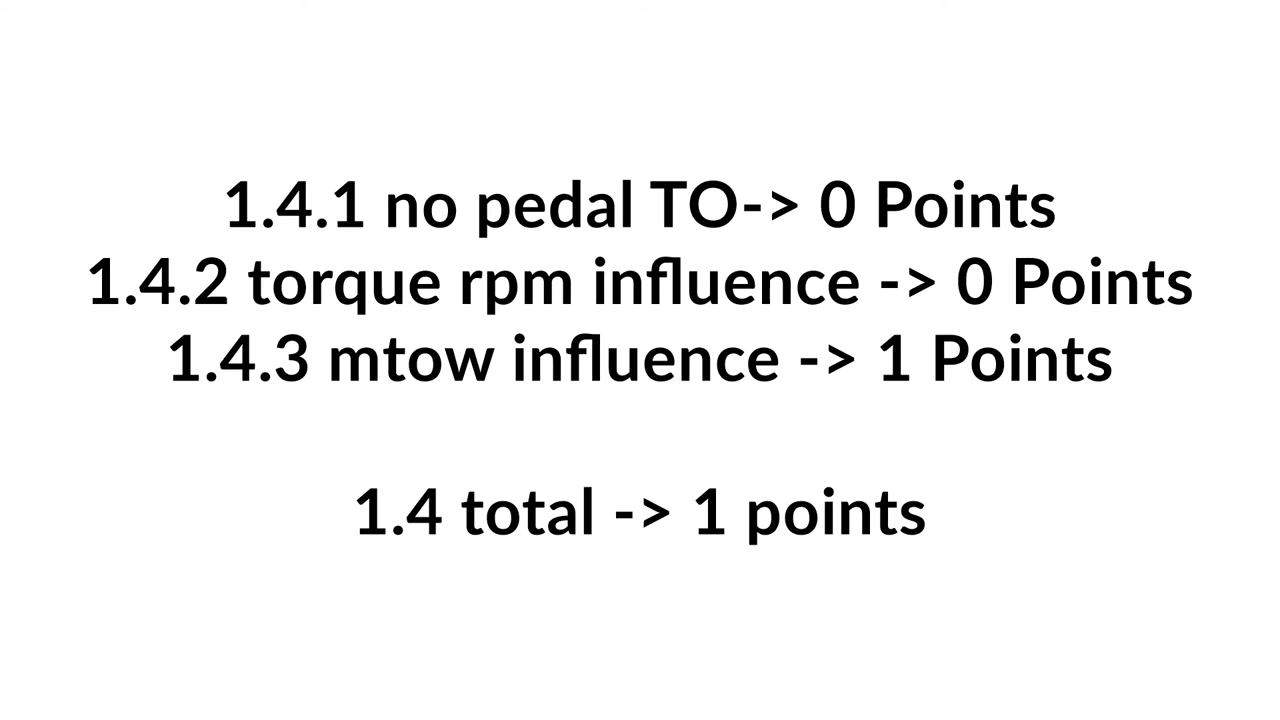 1.4.1 no pedal TO-> 0 Points
1.4.2 torque rpm influence -> 0 Points
1.4.3 mtow influence -> 1 Points
1.4 total -> 1 points